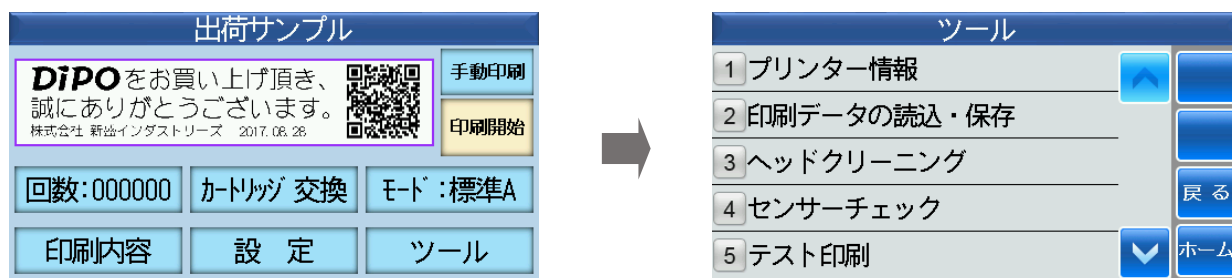 出荷サンプル
DiPOをお買い上げ頂き、
誠にありがとうございます。
株式会社 新盛インダストリーズ 2017.08.28
手動印刷
印刷開始
回数:000000
ｶｰﾄﾘｯｼﾞ 交換
ﾓｰﾄﾞ:標準A
印刷内容
設 定
ツール
ツール
1 プリンター情報
2 印刷データの読込・保存
3 ヘッドクリーニング
4 センサーチェック
5 テスト印刷
戻 る
ホーム